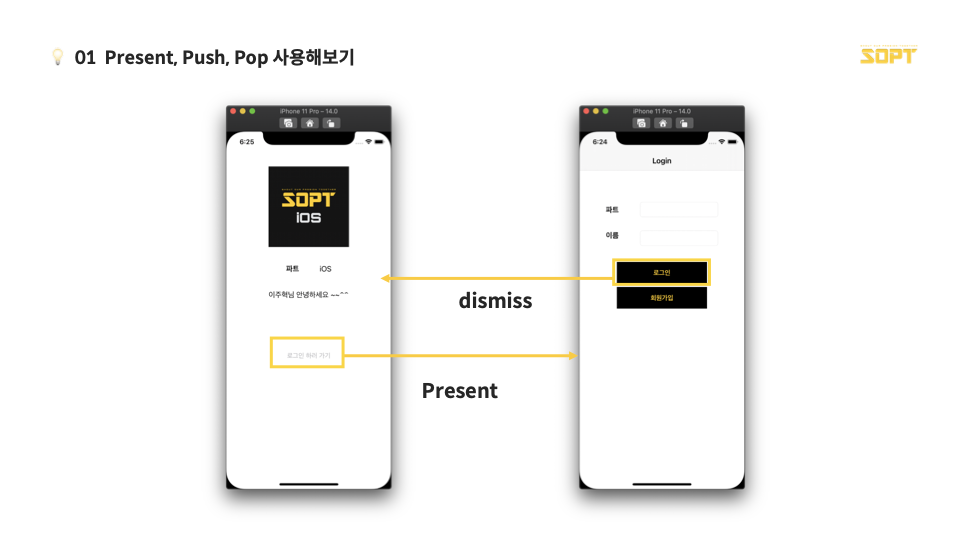 01 Present, Push, Pop 사용해보기
SOPT
iPhone 11 Pro – 14.0
6:25
SOPT
iOS
파트 iOS
이주혁님 안녕하세요 ~~^^
로그인 하러 가기
dismiss
Present
iPhone 11 Pro – 14.0
6:24
Login
파트
이름
로그인
회원가입